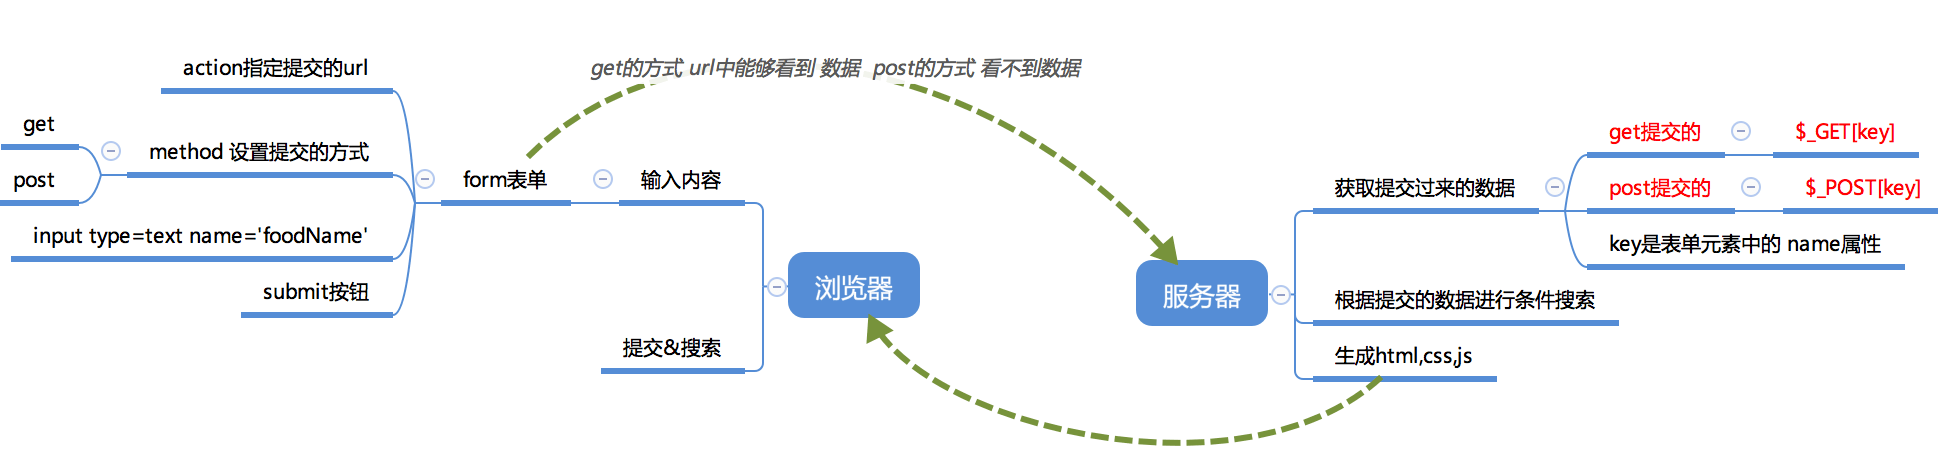 get的方式 url中能够看到 数据  post的方式 看不到数据
action指定提交的url
get
method 设置提交的方式
post
form表单
输入内容
input type=text name='foodName'
submit按钮
浏览器
提交&搜索
服务器
获取提交过来的数据
get提交的
$_GET[key]
post提交的
$_POST[key]
key是表单元素中的 name属性
根据提交的数据进行条件搜索
生成html,css,js